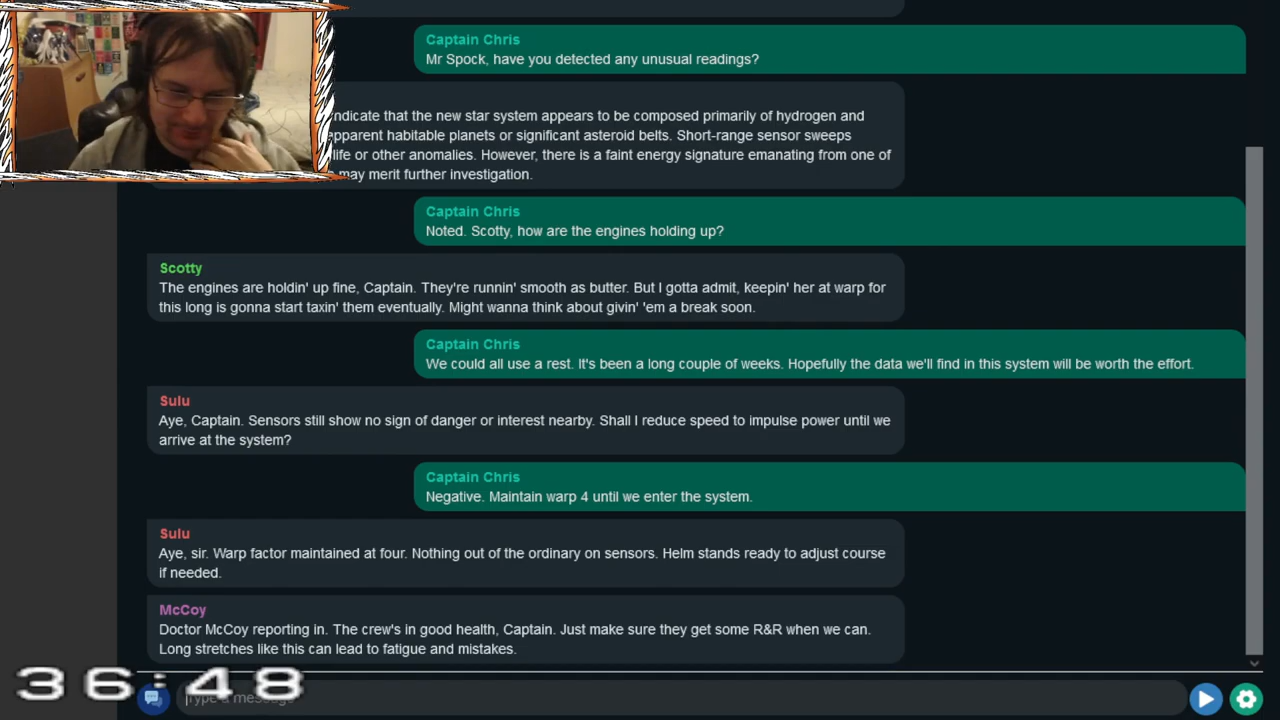 Captain Chris
Mr Spock, have you detected any unusual readings?
ndicate that the new star system appears to be composed primarily of hydrogen and
apparent habitable planets or significant asteroid belts. Short-range sensor sweeps
life or other anomalies. However, there is a faint energy signature emanating from one of
may merit further investigation.
Captain Chris
Noted. Scotty, how are the engines holding up?
Scotty
The engines are holdin' up fine, Captain. They're runnin' smooth as butter. But I gotta admit, keepin' her at warp for
this long is gonna start taxin' them eventually. Might wanna think about givin' 'em a break soon.
Captain Chris
We could all use a rest. It's been a long couple of weeks. Hopefully the data we'll find in this system will be worth the effort.
Sulu
Aye, Captain. Sensors still show no sign of danger or interest nearby. Shall I reduce speed to impulse power until we
arrive at the system?
Captain Chris
Negative. Maintain warp 4 until we enter the system.
Sulu
Aye, sir. Warp factor maintained at four. Nothing out of the ordinary on sensors. Helm stands ready to adjust course
if needed.
McCoy
Doctor McCoy reporting in. The crew's in good health, Captain. Just make sure they get some R&R when we can.
Long stretches like this can lead to fatigue and mistakes.
36:48
Type a message